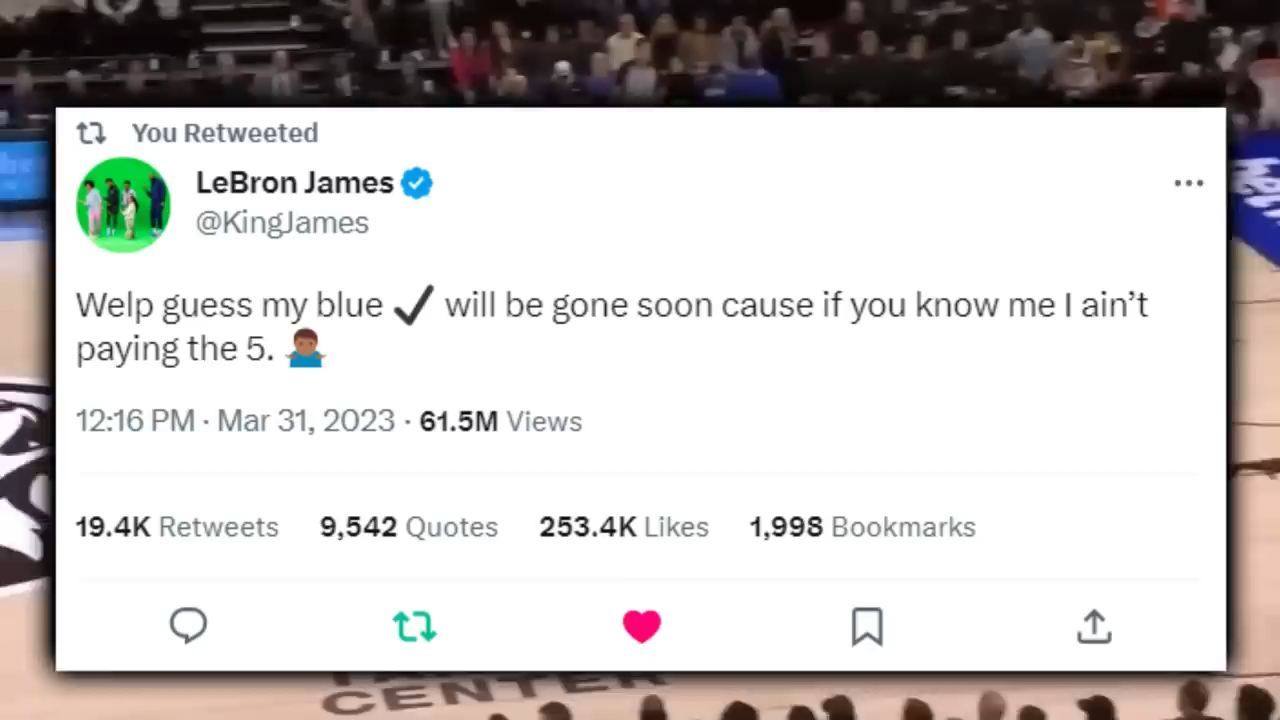 You Retweeted
LeBron James
@KingJames
Welp guess my blue ✔️ will be gone soon cause if you know me I ain’t
paying the 5. 🤷🏾‍♂️
12:16 PM · Mar 31, 2023 · 61.5M Views
19.4K Retweets 9,542 Quotes 253.4K Likes 1,998 Bookmarks
CENTER